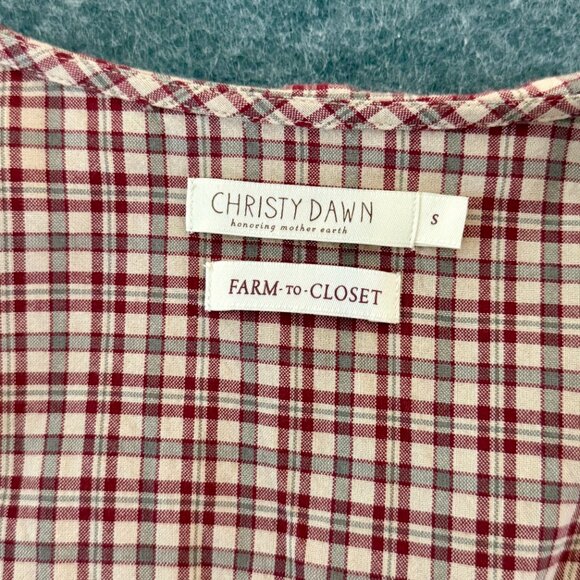 CHRISTY DAWN
honoring mother earth
S
FARM-TO-CLOSET